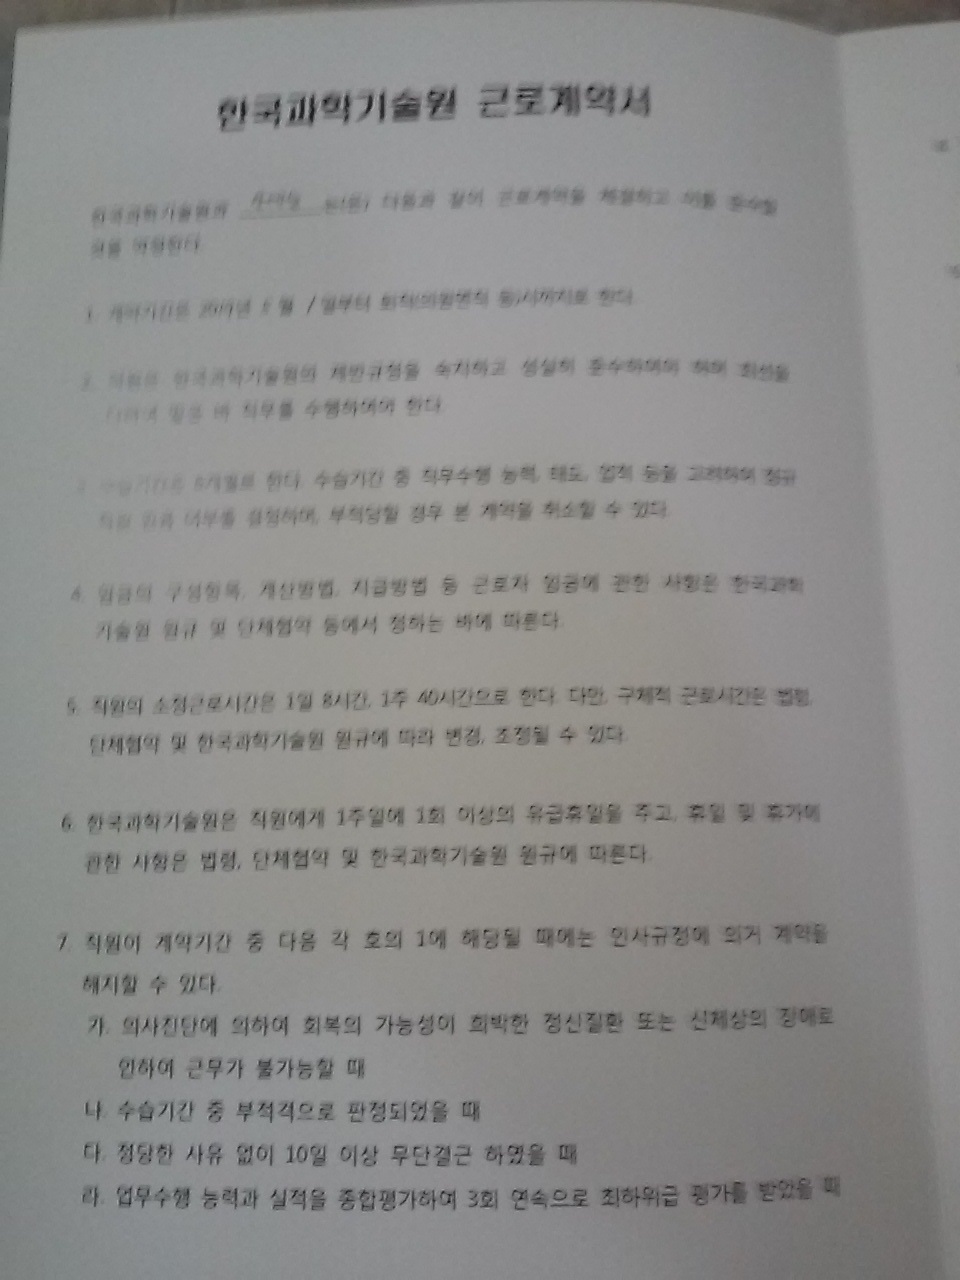 한국과학기술원 근로계약서
한국과학기술원과 은(는) 다음과 같이 근로계약을 체결하고 이를 준수할
것을 약정한다.
1. 계약기간은 월 1일부터 퇴직(의원면직 등)시까지로 한다.
2. 직원은 한국과학기술원의 제반규정을 숙지하고 성실히 준수하여야 하며 최선을
다하여 맡은 바 직무를 수행하여야 한다.
3. 수습기간은 한다. 수습기간 중 직무수행 능력, 태도, 업적 등을 고려하여 정규
직원 임용 여부를 결정하며, 부적당할 경우 본 계약을 취소할 수 있다.
4. 임금의 구성항목, 계산방법, 지급방법 등 근로자 임금에 관한 사항은 한국과학
기술원 원규 및 단체협약 등에서 정하는 바에 따른다.
5. 직원의 소정근로시간은 1일 8시간, 1주 40시간으로 한다. 다만, 구체적 근로시간은 법령,
단체협약 및 한국과학기술원 원규에 따라 변경, 조정될 수 있다.
6. 한국과학기술원은 직원에게 1주일에 1회 이상의 유급휴일을 주고, 휴일 및 휴가에
관한 사항은 법령, 단체협약 및 한국과학기술원 원규에 따른다.
7. 직원이 계약기간 중 다음 각 호의 1에 해당될 때에는 인사규정에 의거 계약을
해지할 수 있다.
가. 의사진단에 의하여 회복의 가능성이 희박한 정신질환 또는 신체상의 장애로
인하여 근무가 불가능할 때
나. 수습기간 중 부적격으로 판정되었을 때
다. 정당한 사유 없이 10일 이상 무단결근 하였을 때
라. 업무수행 능력과 실적을 종합평가하여 3회 연속으로 최하위급 평가를 받았을 때